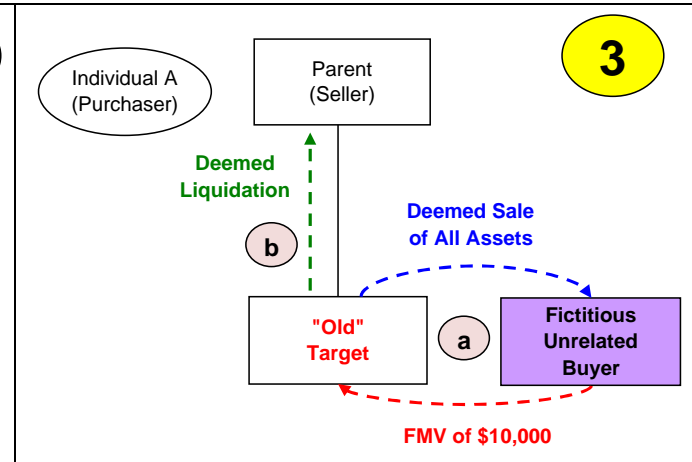 Individual A
(Purchaser)
Parent
(Seller)
3
Deemed
Liquidation
b
Deemed Sale
of All Assets
"Old"
Target
a
Fictitious
Unrelated
Buyer
FMV of $10,000